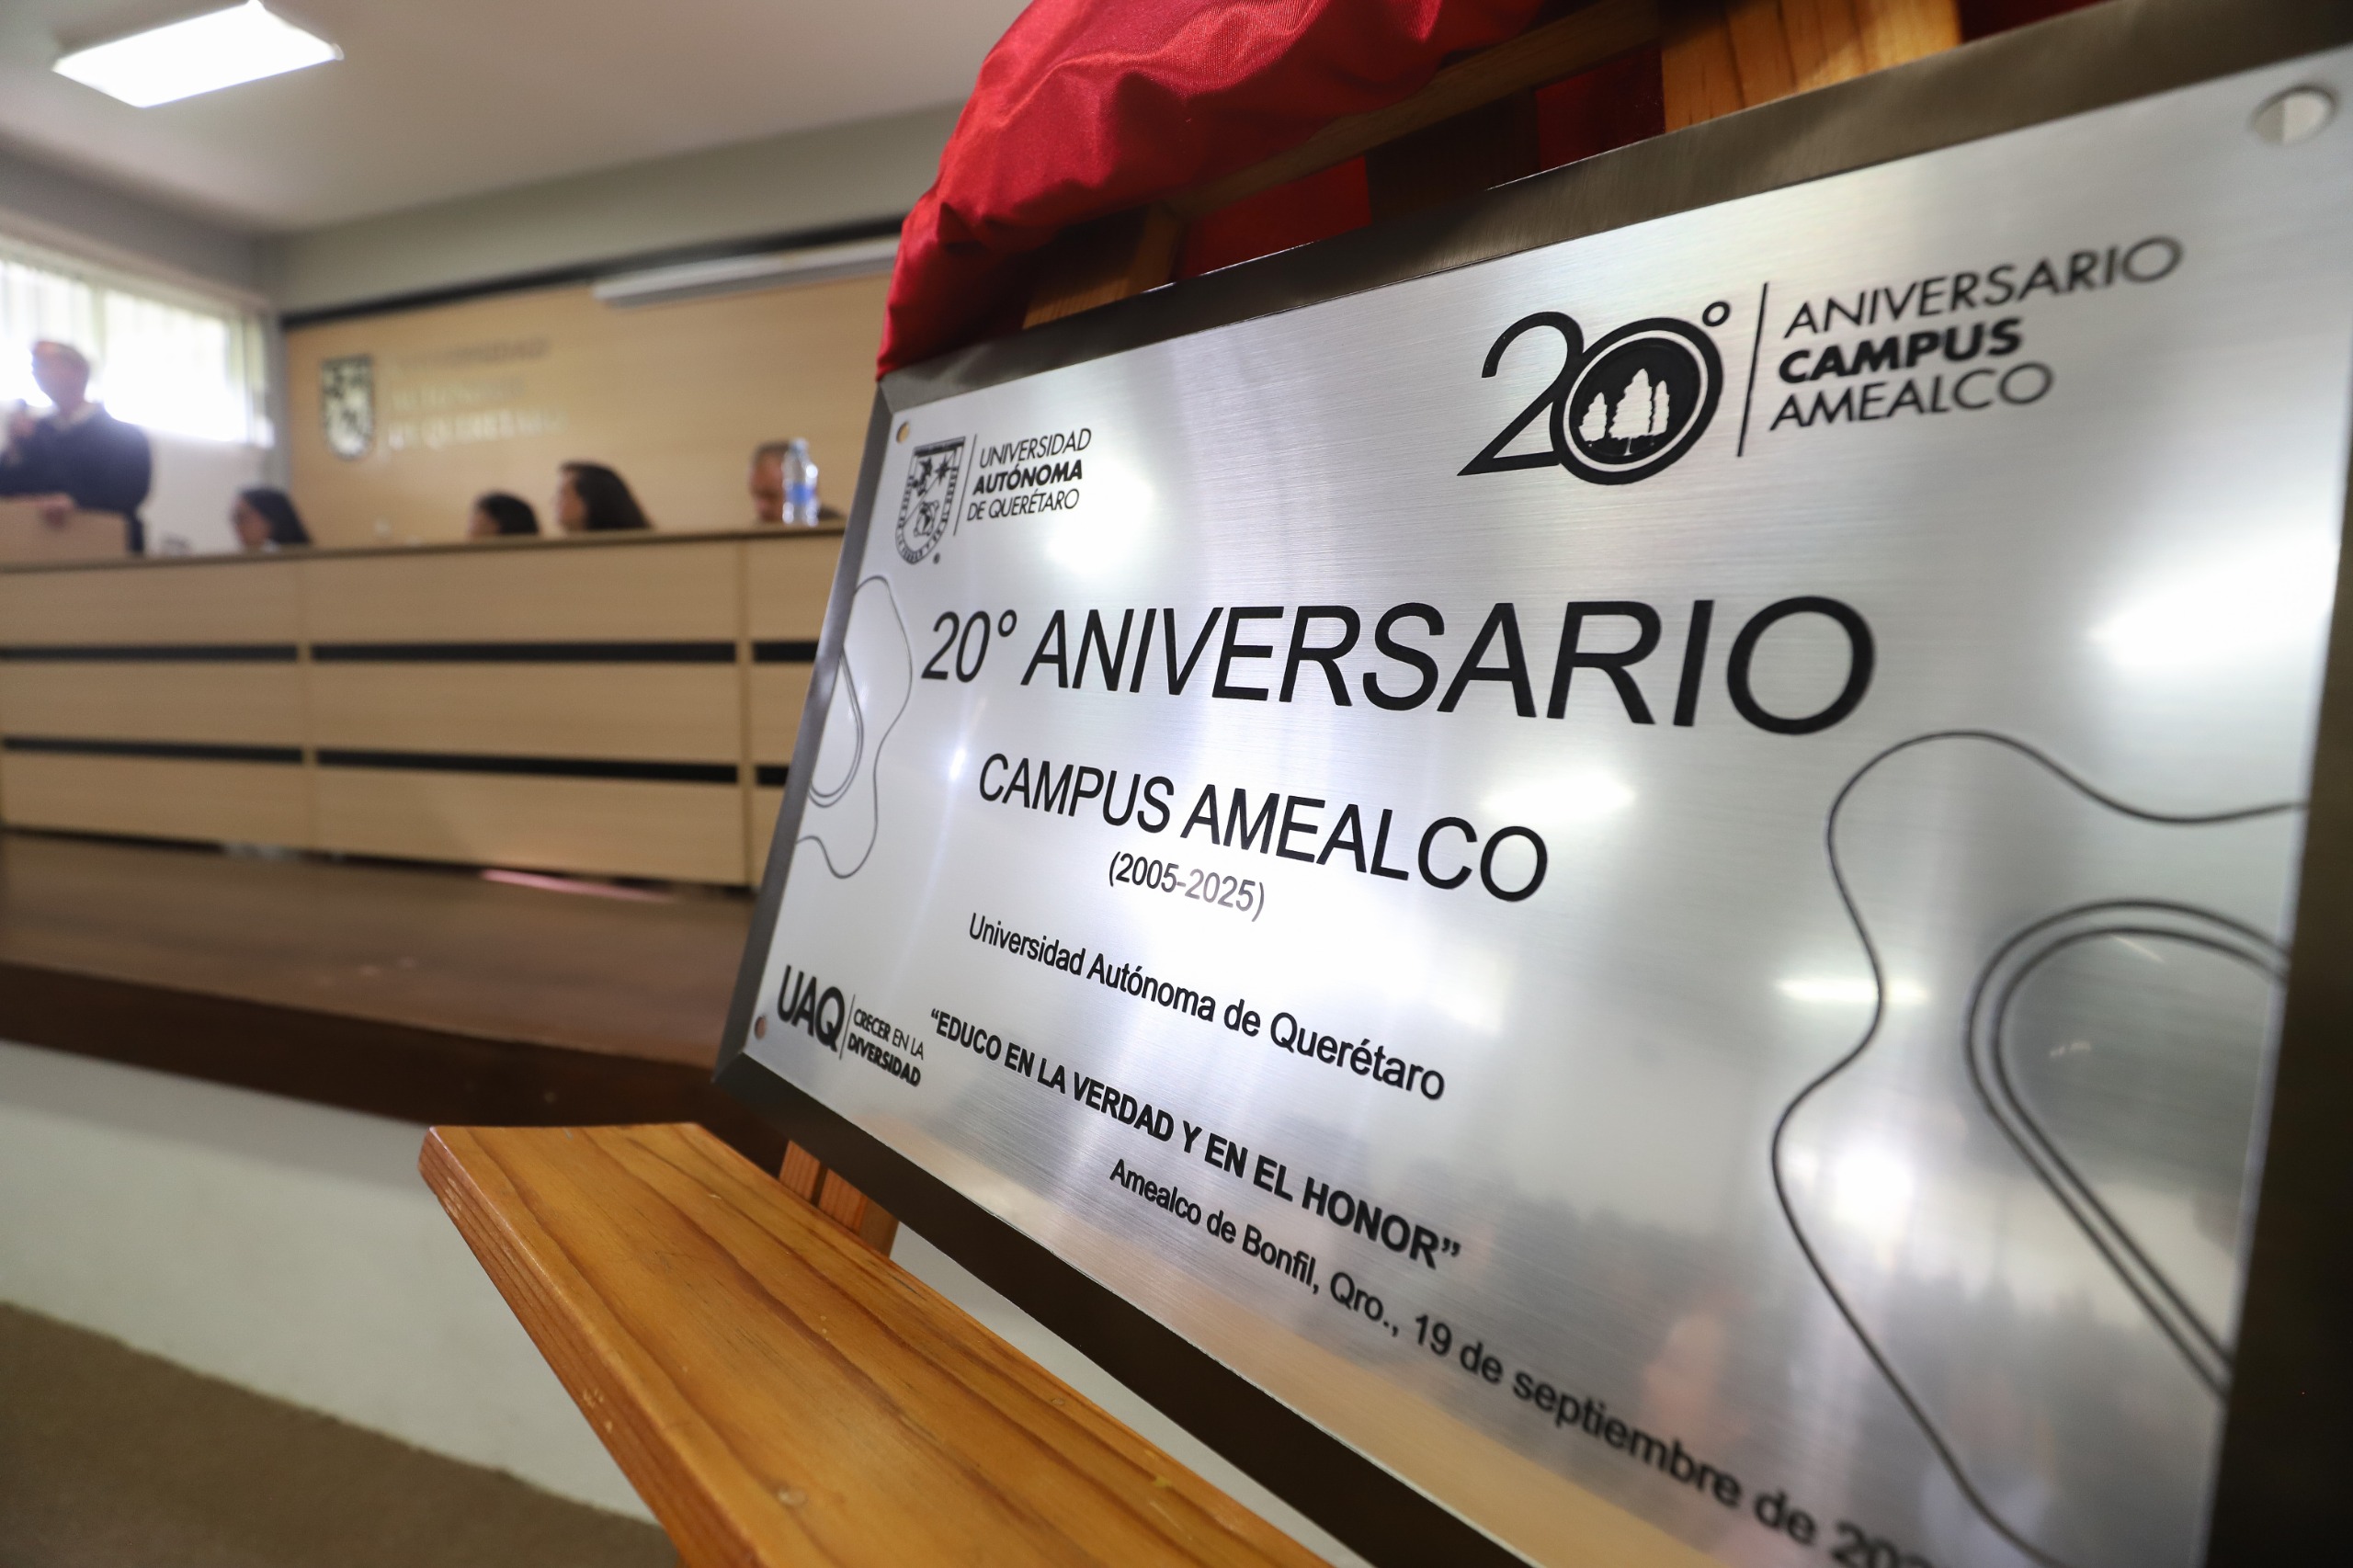 UNIVERSIDAD
AUTÓNOMA
DE QUERÉTARO
20°
ANIVERSARIO
CAMPUS
AMEALCO
20° ANIVERSARIO
CAMPUS AMEALCO
(2005-2025)
Universidad Autónoma de Querétaro
"EDUCO EN LA VERDAD Y EN EL HONOR"
Amealco de Bonfil, Qro., 19 de septiembre de
UAQ
CRECER EN LA
DIVERSIDAD
DE QUERÉTARO